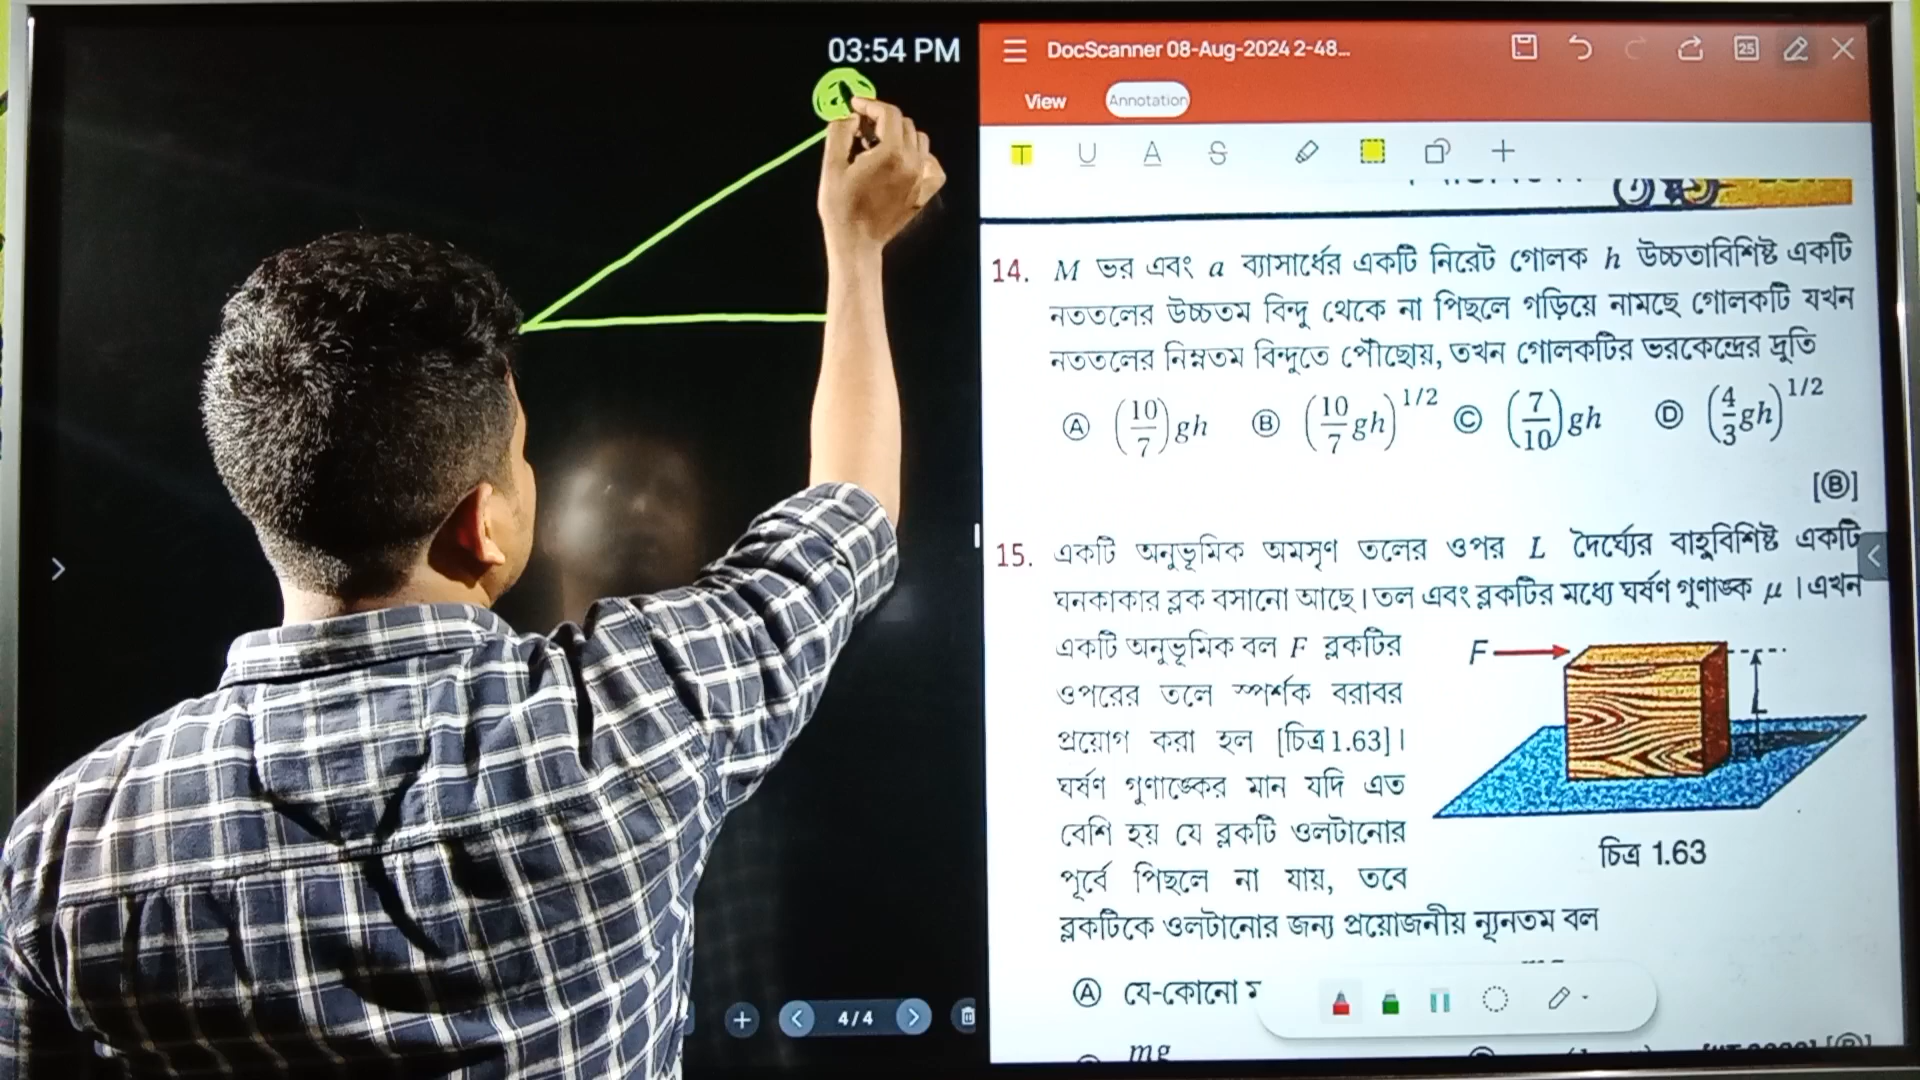 03:54 PM
DocScanner 08-Aug-2024 2-48...
25
View
Annotation
T U A S
14. M ভর এবং a ব্যাসার্ধের একটি নিরেট গোলক h উচ্চতাবিশিষ্ট একটি
নততলের উচ্চতম বিন্দু থেকে না পিছলে গড়িয়ে নামছে গোলকটি যখন
নততলের নিম্নতম বিন্দুতে পৌঁছোয়, তখন গোলকটির ভরকেন্দ্রের দ্রুতি
Ⓐ (10/7)gh Ⓑ (10/7 gh)^1/2 Ⓒ (7/10)gh Ⓓ (4/3 gh)^1/2
[Ⓑ]
15. একটি অনুভূমিক অমসৃণ তলের ওপর L দৈর্ঘ্যের বাহুবিশিষ্ট একটি
ঘনকাকার ব্লক বসানো আছে। তল এবং ব্লকটির মধ্যে ঘর্ষণ গুণাঙ্ক μ । এখন
একটি অনুভূমিক বল F ব্লকটির
ওপরের তলে স্পর্শক বরাবর
প্রয়োগ করা হল [চিত্র 1.63]।
ঘর্ষণ গুণাঙ্কের মান যদি এত
বেশি হয় যে ব্লকটি ওলটানোর
পূর্বে পিছলে না যায়, তবে
ব্লকটিকে ওলটানোর জন্য প্রয়োজনীয় ন্যূনতম বল
F
L
চিত্র 1.63
Ⓐ যে-কোনো
mg
4/4